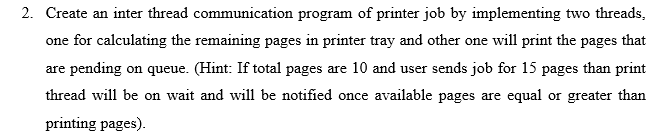 2. Create an inter thread communication program of printer job by implementing two threads,
one for calculating the remaining pages in printer tray and other one will print the pages that
are pending on queue. (Hint: If total pages are 10 and user sends job for 15 pages than print
thread will be on wait and will be notified once available pages are equal or greater than
printing pages).